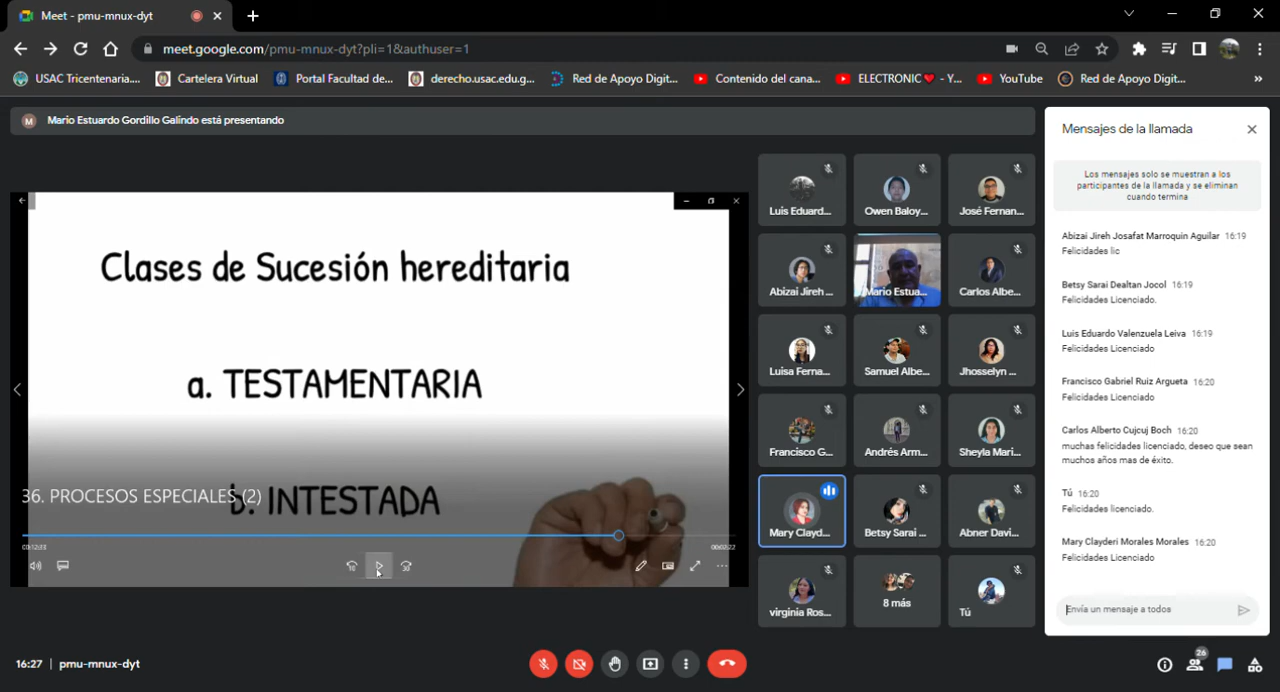 Meet - pmu-mnux-dyt
meet.google.com/pmu-mnux-dyt?pli=1&authuser=1
USAC Tricentenaria.... Cartelera Virtual Portal Facultad de... derecho.usac.edu.g... Red de Apoyo Digit... Contenido del cana... ELECTRONIC❤ - Y... YouTube Red de Apoyo Digit... »
M Mario Estuardo Gordillo Galindo está presentando
Clases de Sucesión hereditaria
a. TESTAMENTARIA
b. INTESTADA
36. PROCESOS ESPECIALES (2)
00:12:33
00:02:22
10
30
Luis Eduard...
Owen Baloy...
José Fernan...
Abizai Jireh ...
Mario Estua...
Carlos Albe...
Luisa Ferna...
Samuel Albe...
Jhosselyn ...
Francisco G...
Andrés Arm...
Sheyla Mari...
Mary Clayd...
Betsy Sarai ...
Abner Davi...
virginia Ros...
8 más
Tú
Mensajes de la llamada
Los mensajes solo se muestran a los
participantes de la llamada y se eliminan
cuando termina
Abizai Jireh Josafat Marroquin Aguilar 16:19
Felicidades lic
Betsy Sarai Dealtan Jocol 16:19
Felicidades Licenciado.
Luis Eduardo Valenzuela Leiva 16:19
Felicidades Licenciado
Francisco Gabriel Ruiz Argueta 16:20
Felicidades Licenciado
Carlos Alberto Cujcuj Boch 16:20
muchas felicidades licenciado, deseo que sean
muchos años mas de éxito.
Tú 16:20
Felicidades licenciado.
Mary Clayderi Morales Morales 16:20
Felicidades Licenciado
Envía un mensaje a todos
16:27 | pmu-mnux-dyt
26